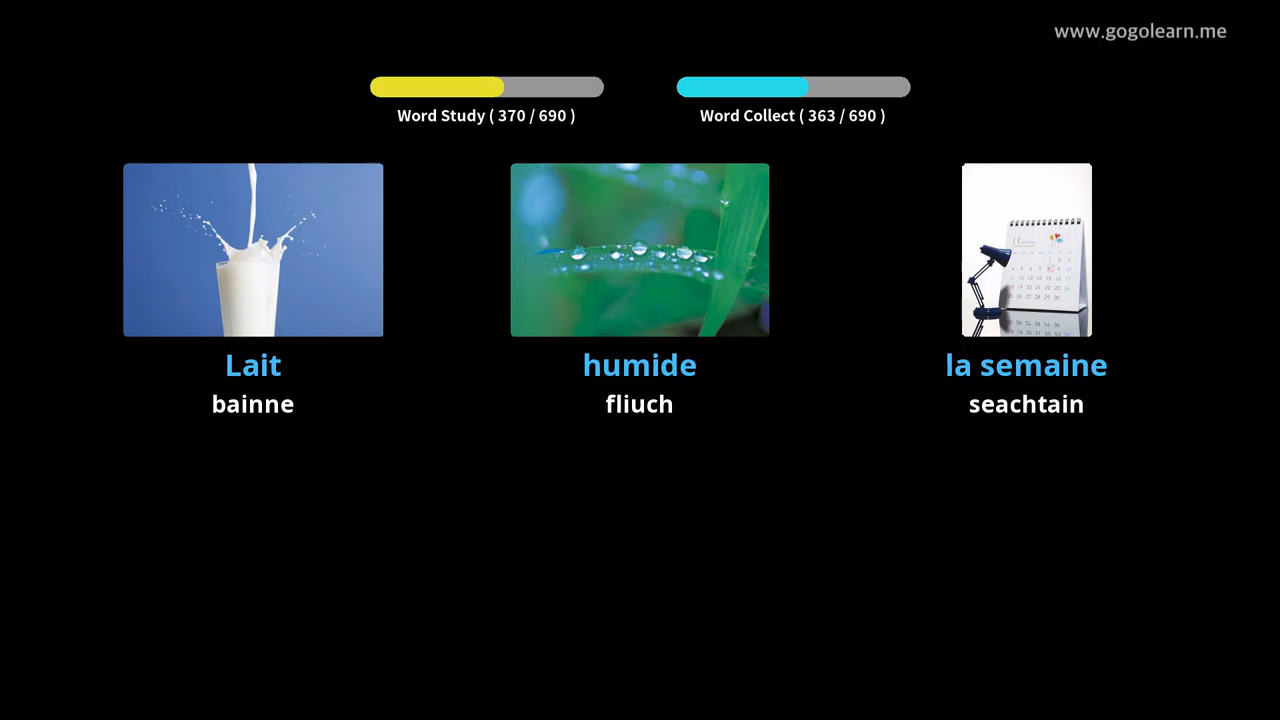 www.gogolearn.me
Word Study ( 370 / 690 )
Word Collect ( 363 / 690 )
Lait
humide
la semaine
bainne
fliuch
seachtain